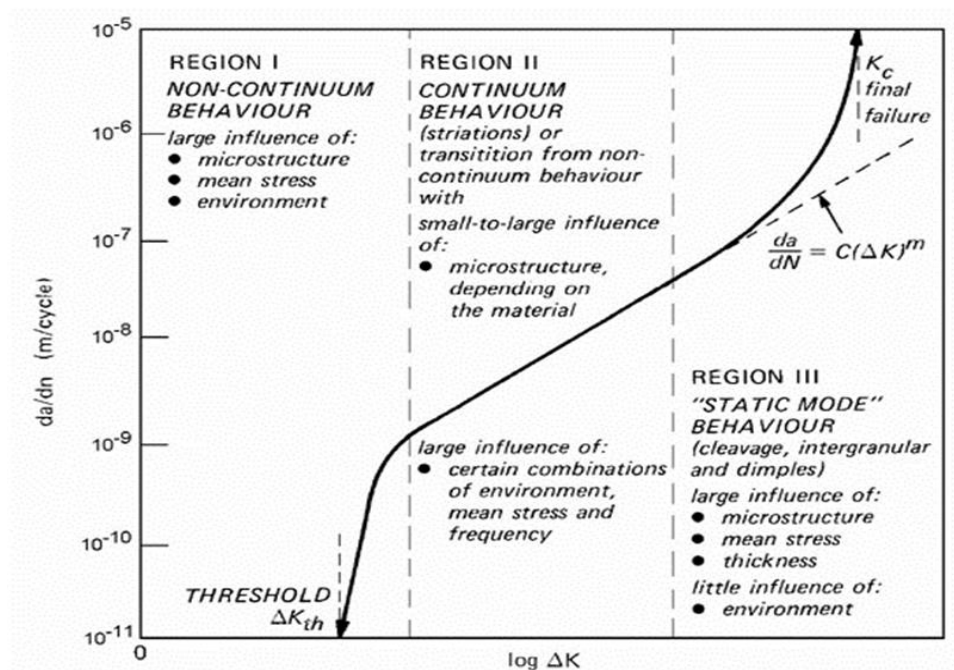 10-5
10-6
10-7
10-8
10-9
10-10
10-11
da/dn (m/cycle)
REGION I
NON-CONTINUUM
BEHAVIOUR
large influence of:
● microstructure
● mean stress
● environment
THRESHOLD
ΔKth
REGION II
CONTINUUM
BEHAVIOUR
(striations) or
transitition from non-
continuum behaviour
with
small-to-large influence
of:
● microstructure,
depending on
the material
large influence of:
● certain combinations
of environment,
mean stress and
frequency
Kc
final
failure
da/dN = C(ΔK)m
REGION III
"STATIC MODE"
BEHAVIOUR
(cleavage, intergranular
and dimples)
large influence of:
● microstructure
● mean stress
● thickness
little influence of:
● environment
0
log ΔK